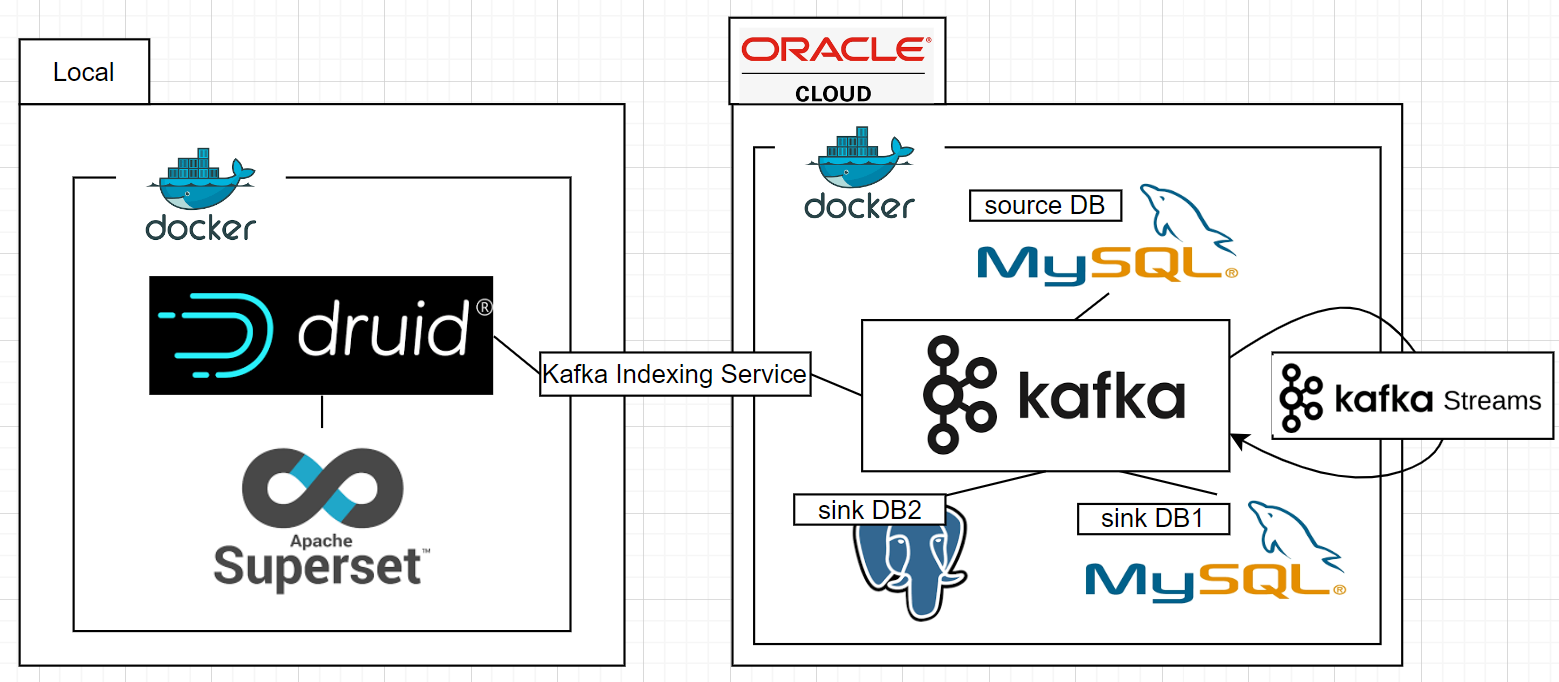 Local
docker
druid®
Apache
Superset™
Kafka Indexing Service
ORACLE®
CLOUD
docker
source DB
MySQL®
kafka
kafka Streams
sink DB2
sink DB1
MySQL®